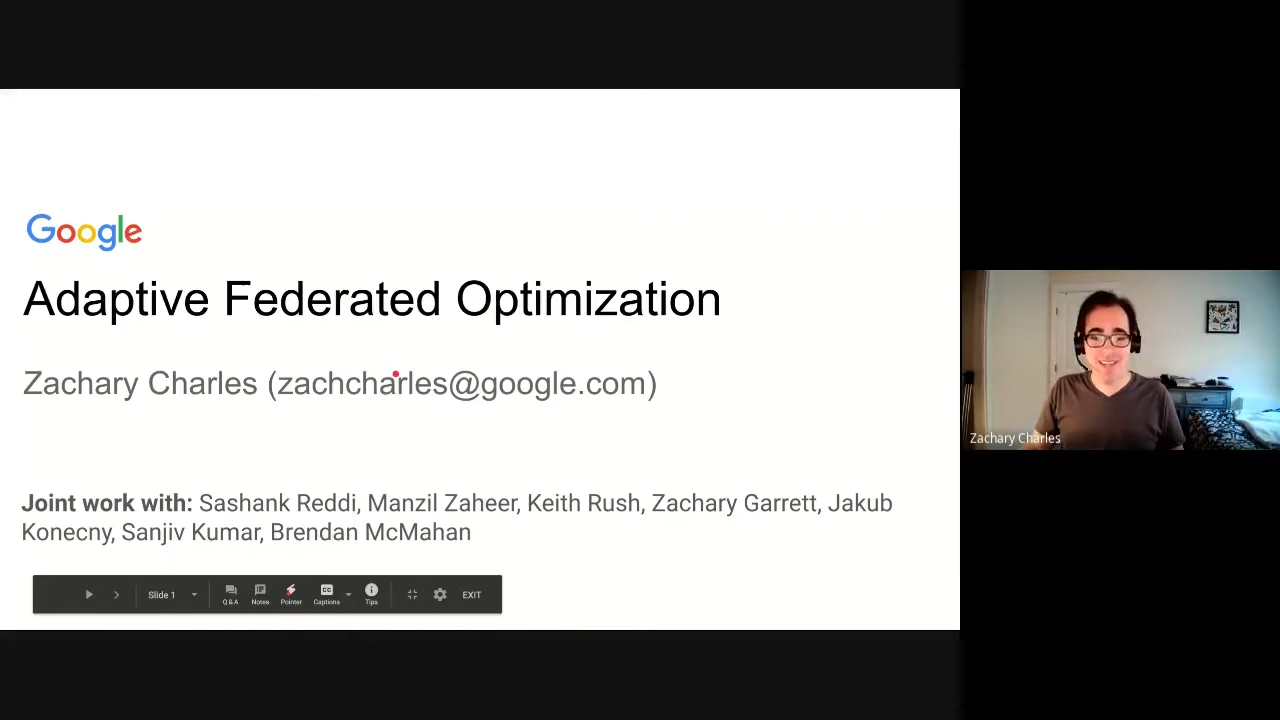 Google
Adaptive Federated Optimization
Zachary Charles (zachcharles@google.com)
Joint work with: Sashank Reddi, Manzil Zaheer, Keith Rush, Zachary Garrett, Jakub
Konecny, Sanjiv Kumar, Brendan McMahan
Slide 1
Q&A
Notes
Pointer
Captions
Tips
EXIT
Zachary Charles